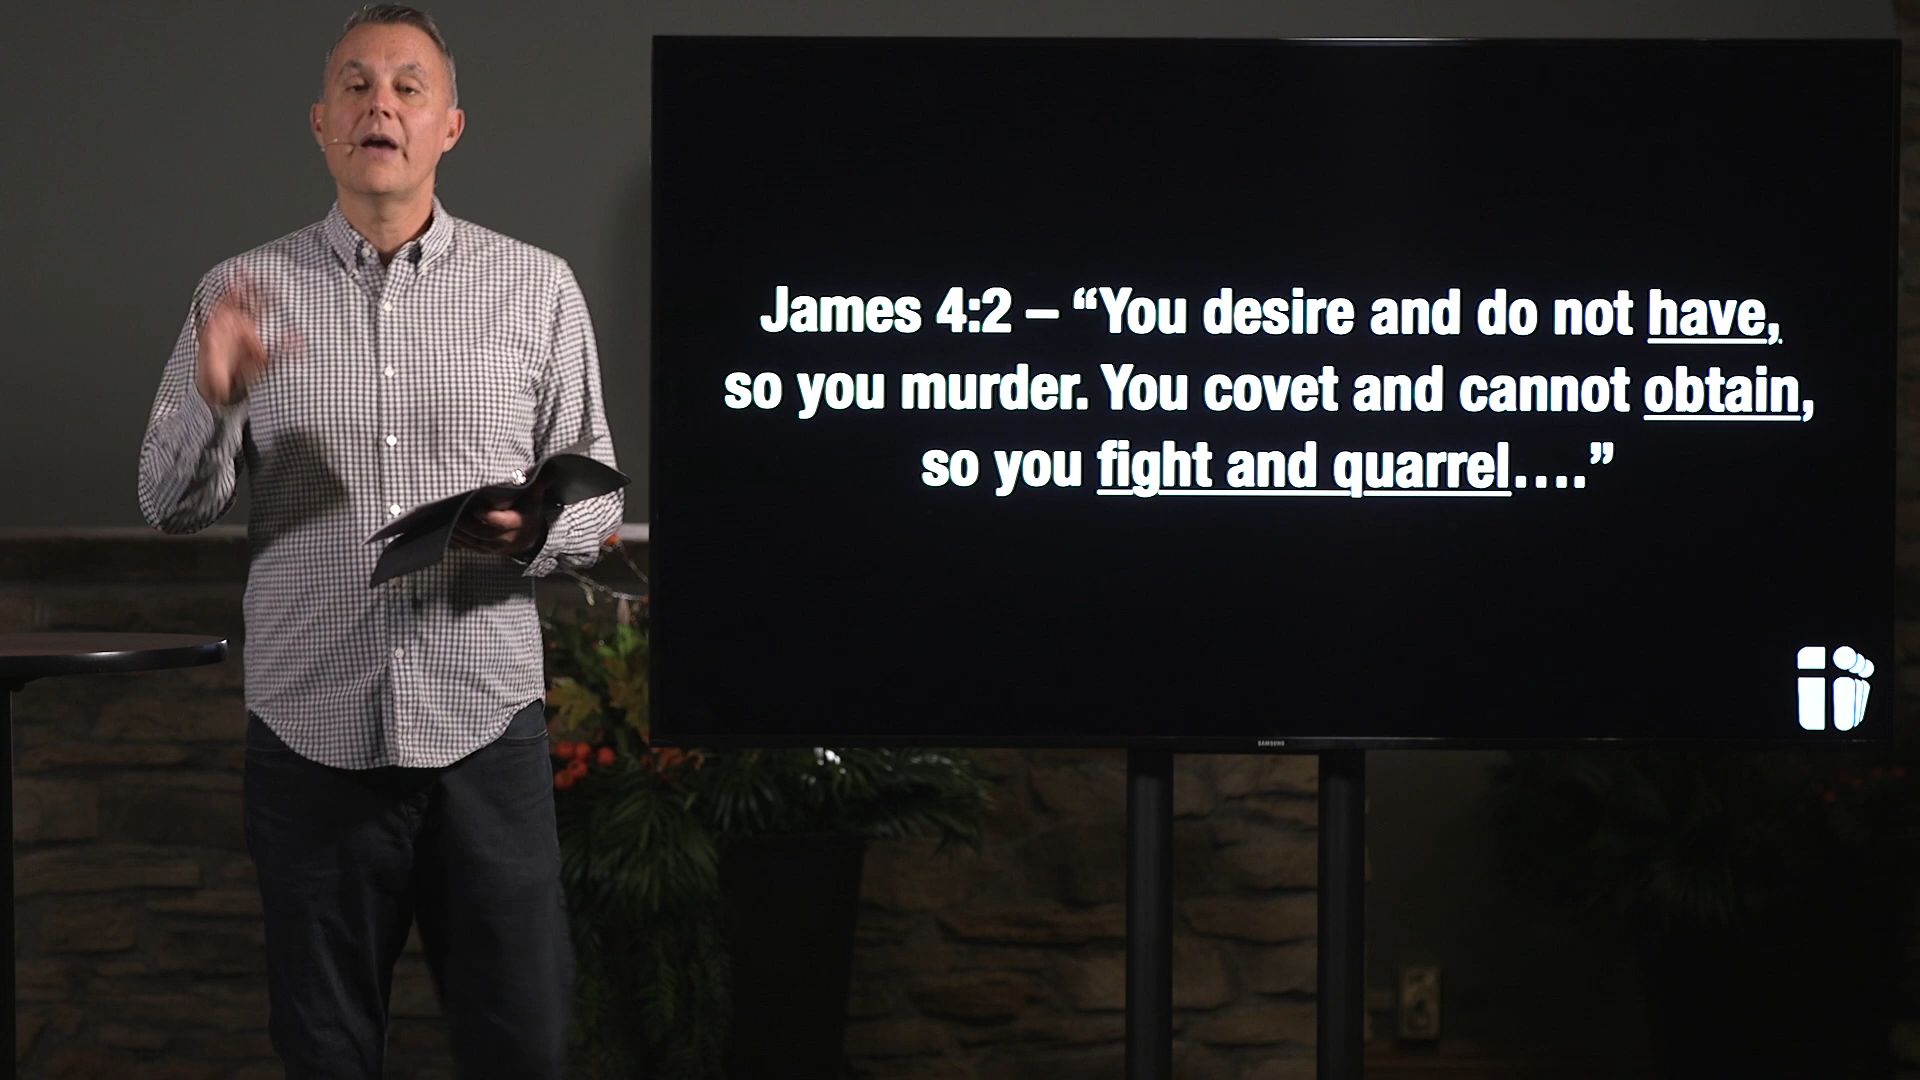 James 4:2 – “You desire and do not have,
so you murder. You covet and cannot obtain,
so you fight and quarrel….”
SAMSUNG